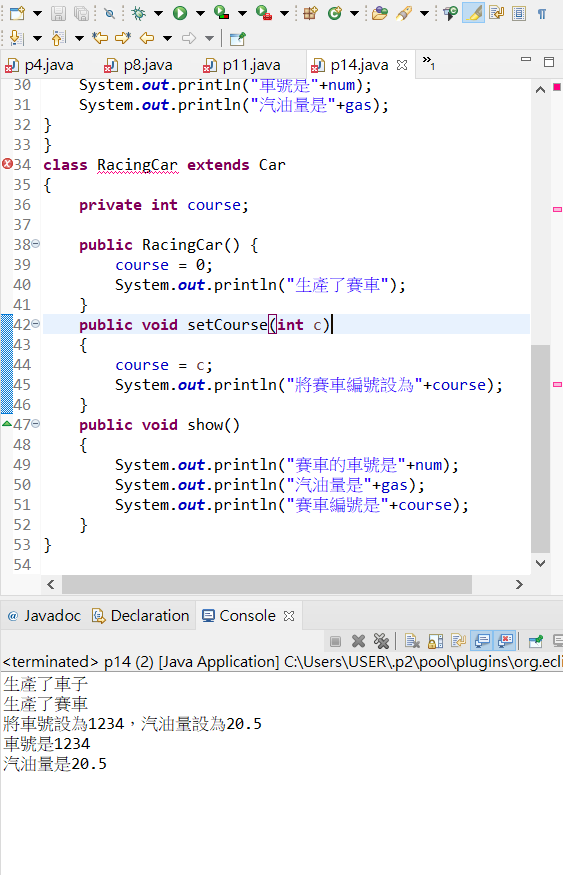 p4.java
p8.java
p11.java
p14.java
»1
30 System.out.println("車號是"+num);
31 System.out.println("汽油量是"+gas);
32 }
33 }
34 class RacingCar extends Car
35 {
36 private int course;
37
38 public RacingCar() {
39 course = 0;
40 System.out.println("生產了賽車");
41 }
42 public void setCourse(int c)
43 {
44 course = c;
45 System.out.println("將賽車編號設為"+course);
46 }
47 public void show()
48 {
49 System.out.println("賽車的車號是"+num);
50 System.out.println("汽油量是"+gas);
51 System.out.println("賽車編號是"+course);
52 }
53 }
54
@ Javadoc Declaration Console
<terminated> p14 (2) [Java Application] C:\Users\USER\.p2\pool\plugins\org.ecli
生產了車子
生產了賽車
將車號設為1234，汽油量設為20.5
車號是1234
汽油量是20.5